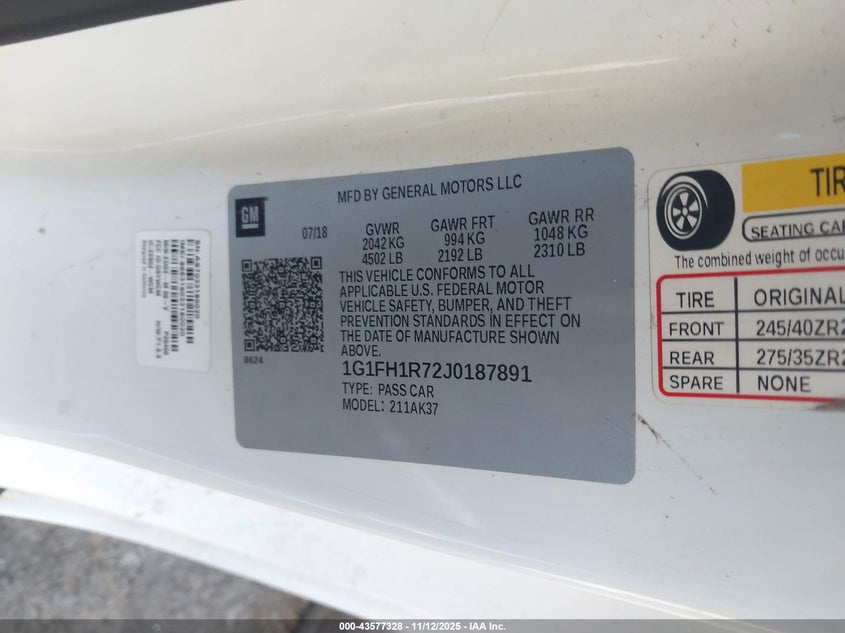 MFD BY GENERAL MOTORS LLC
GM
07/18
GVWR GAWR FRT GAWR RR
2042 KG 994 KG 1048 KG
4502 LB 2192 LB 2310 LB
THIS VEHICLE CONFORMS TO ALL
APPLICABLE U.S. FEDERAL MOTOR
VEHICLE SAFETY, BUMPER, AND THEFT
PREVENTION STANDARDS IN EFFECT ON
THE DATE OF MANUFACTURE SHOWN
ABOVE.
8624
1G1FH1R72J0187891
TYPE: PASS CAR
MODEL: 211AK37
TIR
SEATING CA
The combined weight of occu
TIRE ORIGINAL
FRONT 245/40ZR2
REAR 275/35ZR2
SPARE NONE
000-43577328 - 11/12/2025 - IAA Inc.